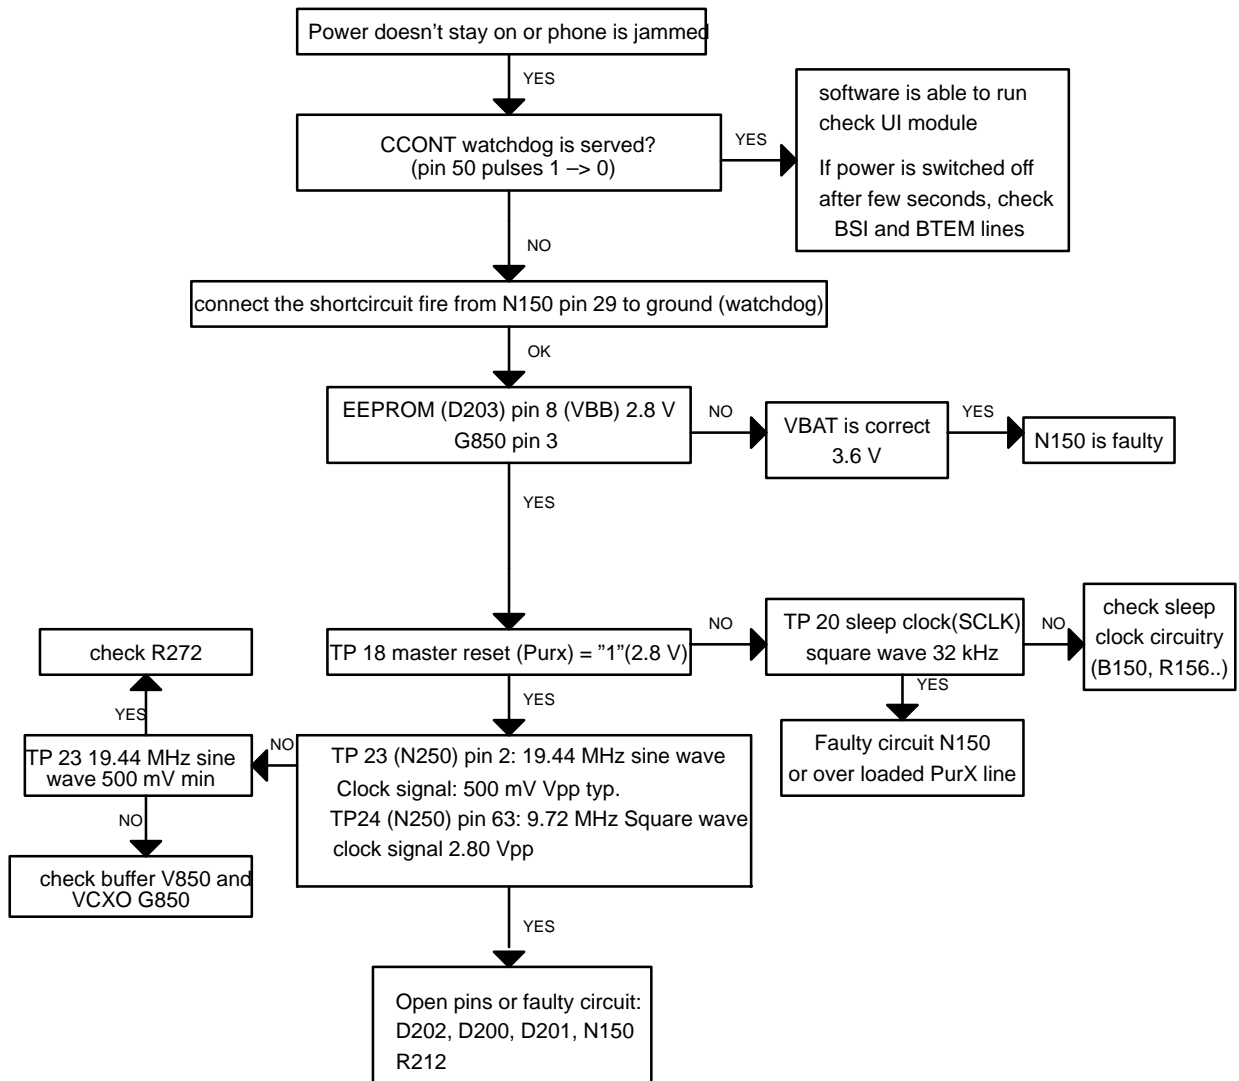 Power doesn't stay on or phone is jammed
YES
CCONT watchdog is served?
(pin 50 pulses 1 –> 0)
YES
software is able to run
check UI module
If power is switched off
after few seconds, check
BSI and BTEM lines
NO
connect the shortcircuit fire from N150 pin 29 to ground (watchdog)
OK
EEPROM (D203) pin 8 (VBB) 2.8 V
G850 pin 3
NO
VBAT is correct
3.6 V
YES
N150 is faulty
YES
TP 18 master reset (Purx) = ”1”(2.8 V)
NO
TP 20 sleep clock(SCLK)
square wave 32 kHz
NO
check sleep
clock circuitry
(B150, R156..)
YES
Faulty circuit N150
or over loaded PurX line
YES
TP 23 (N250) pin 2: 19.44 MHz sine wave
Clock signal: 500 mV Vpp typ.
TP24 (N250) pin 63: 9.72 MHz Square wave
clock signal 2.80 Vpp
NO
TP 23 19.44 MHz sine
wave 500 mV min
YES
check R272
NO
check buffer V850 and
VCXO G850
YES
Open pins or faulty circuit:
D202, D200, D201, N150
R212